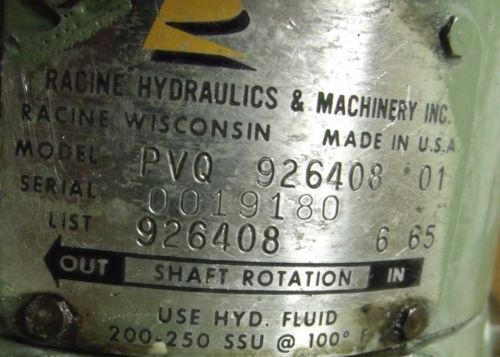 RACINE HYDRAULICS & MACHINERY INC.
RACINE WISCONSIN MADE IN U.S.A.
MODEL PVQ 926408 01
SERIAL 0019180
LIST 926408 6 65
OUT SHAFT ROTATION IN
USE HYD. FLUID
200-250 SSU @ 100° F